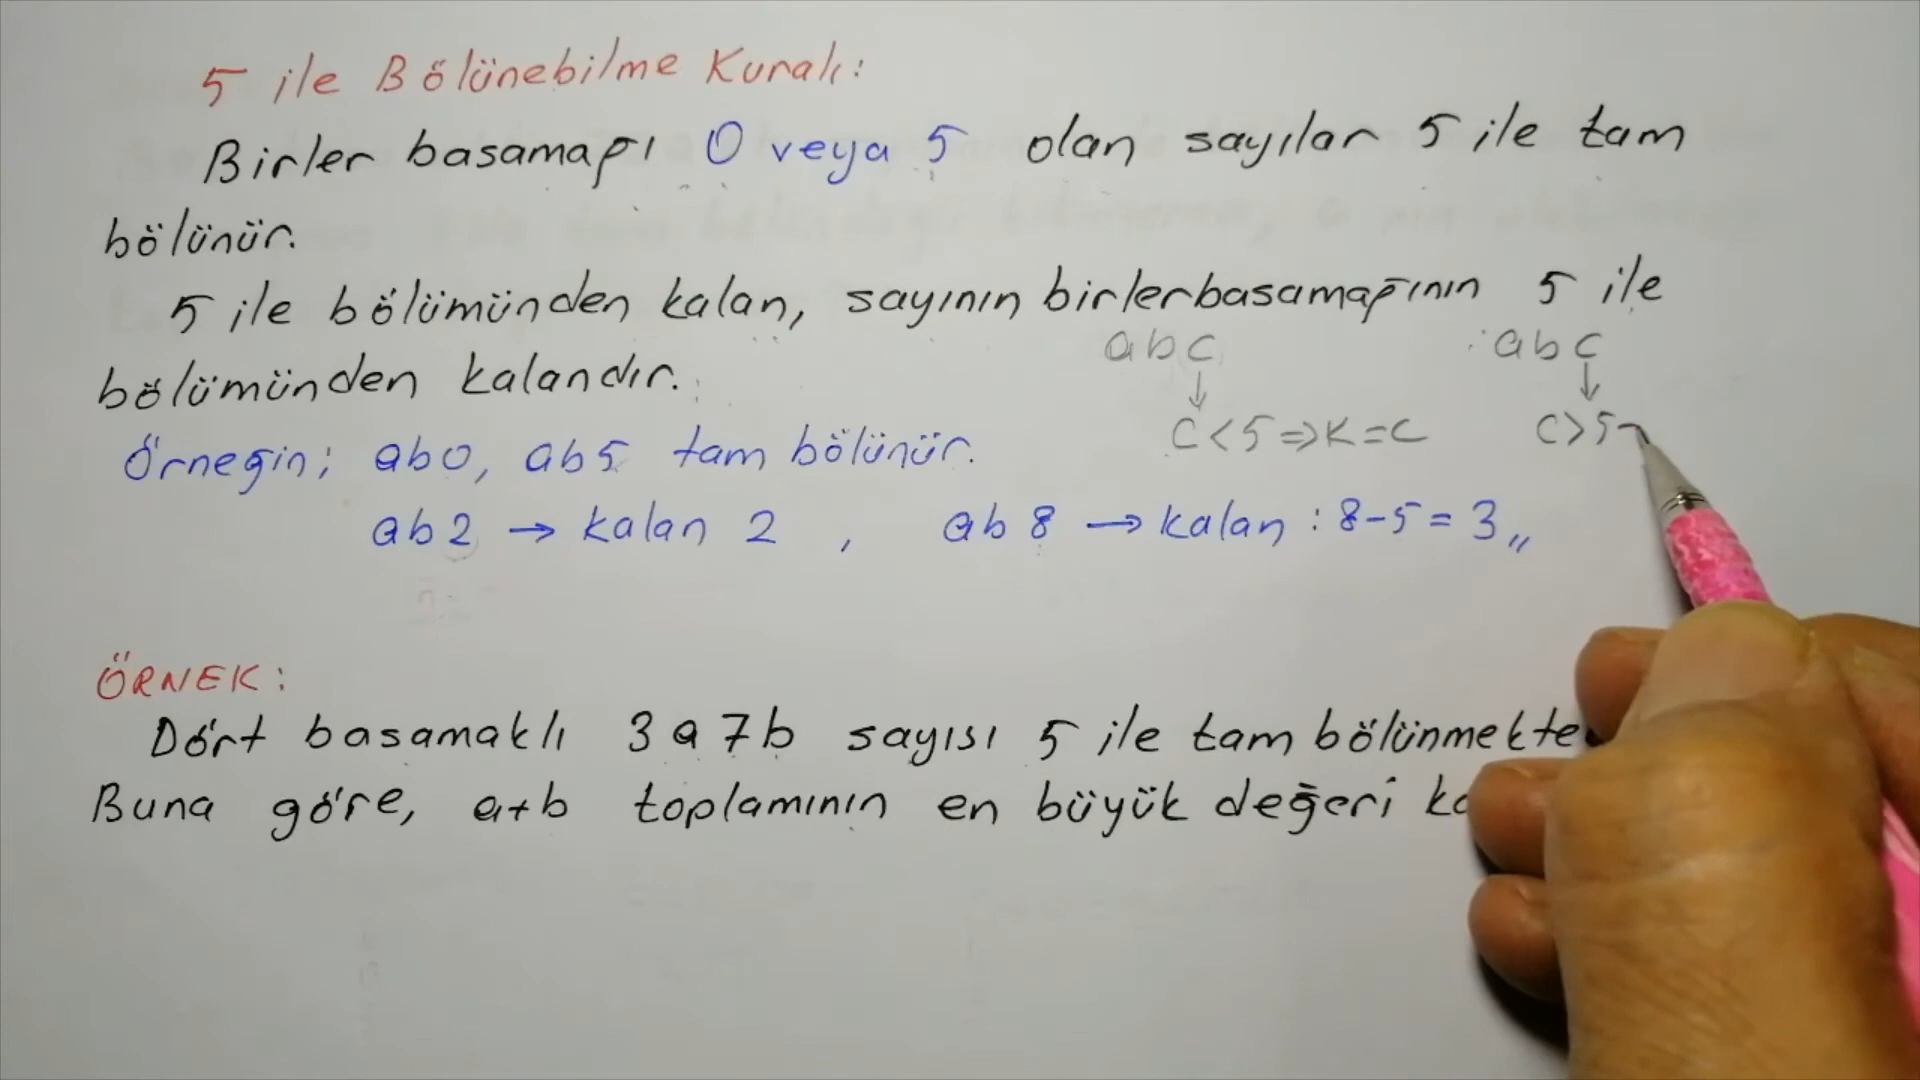 5 ile Bölünebilme Kuralı:
Birler basamağı 0 veya 5 olan sayılar 5 ile tam
bölünür.
5 ile bölümünden kalan, sayının birler basamağının 5 ile
bölümünden kalandır.
abc abc
↓ ↓
c<5⇒K=c c>5
Örneğin; ab0, ab5 tam bölünür.
ab2 → kalan 2 , ab8 → kalan : 8-5=3,,
ÖRNEK:
Dört basamaklı 3a7b sayısı 5 ile tam bölünmekte
Buna göre, a+b toplamının en büyük değeri